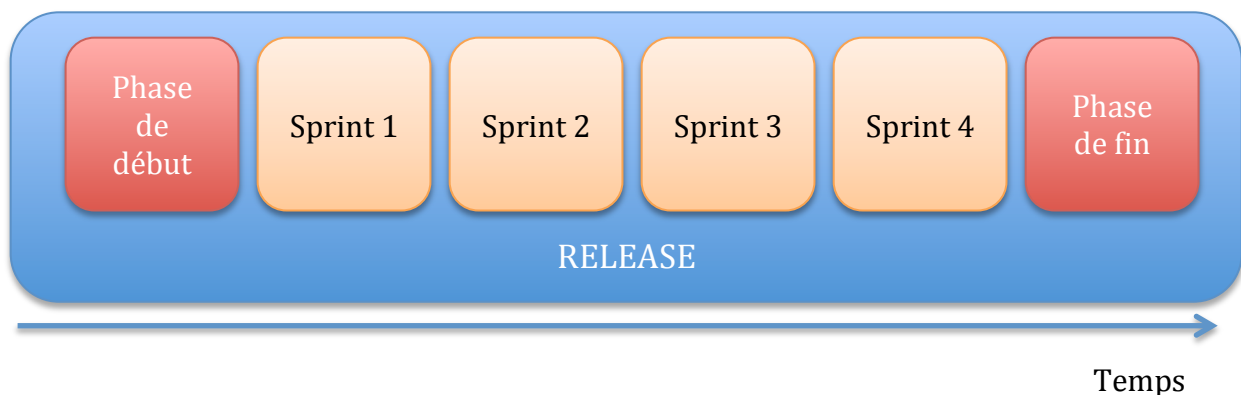 Phase
de
début
Sprint 1
Sprint 2
Sprint 3
Sprint 4
Phase
de fin
RELEASE
Temps